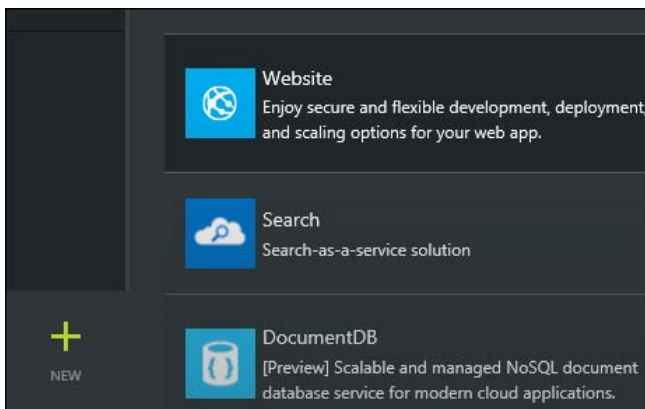 Website
Enjoy secure and flexible development, deployment,
and scaling options for your web app.
Search
Search-as-a-service solution
DocumentDB
[Preview] Scalable and managed NoSQL document
database service for modern cloud applications.
NEW